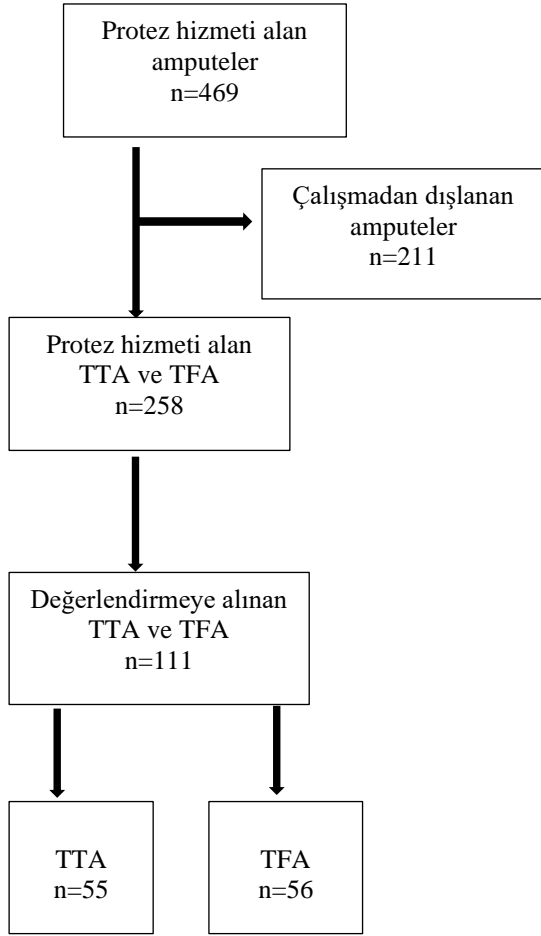 Protez hizmeti alan
amputeler
n=469
Çalışmadan dışlanan
amputeler
n=211
Protez hizmeti alan
TTA ve TFA
n=258
Değerlendirmeye alınan
TTA ve TFA
n=111
TTA
n=55
TFA
n=56